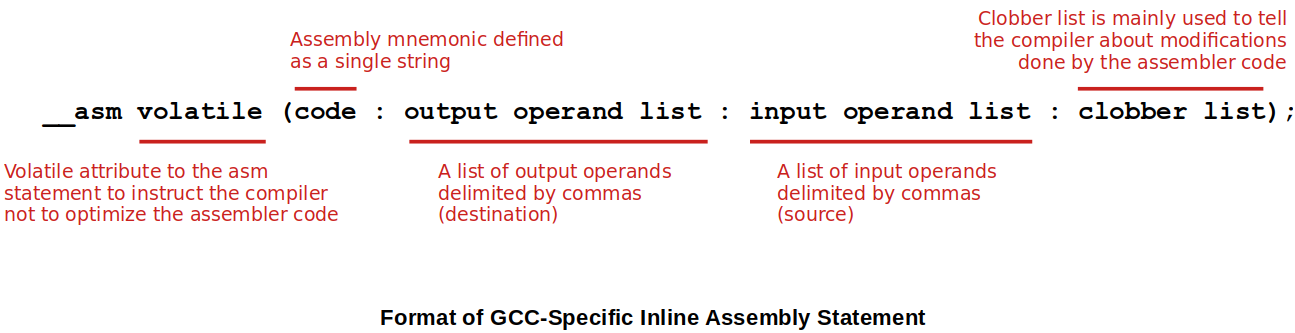 Clobber list is mainly used to tell
the compiler about modifications
done by the assembler code
Assembly mnemonic defined
as a single string
__asm volatile (code : output operand list : input operand list : clobber list);
Volatile attribute to the asm
statement to instruct the compiler
not to optimize the assembler code
A list of output operands
delimited by commas
(destination)
A list of input operands
delimited by commas
(source)
Format of GCC-Specific Inline Assembly Statement